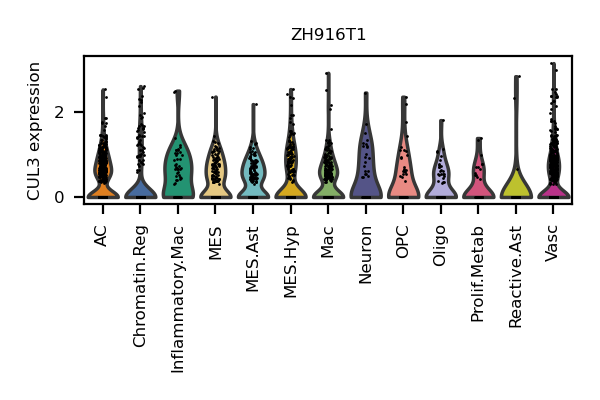 ZH916T1
CUL3 expression
2
0
AC
Chromatin.Reg
Inflammatory.Mac
MES
MES.Ast
MES.Hyp
Mac
Neuron
OPC
Oligo
Prolif.Metab
Reactive.Ast
Vasc